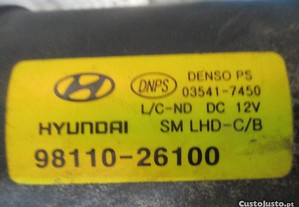 DNPS DENSO PS
03541-7450
L/C-ND DC 12V
HYUNDAI SM LHD-C/B
98110-26100
CustoJusto.pt